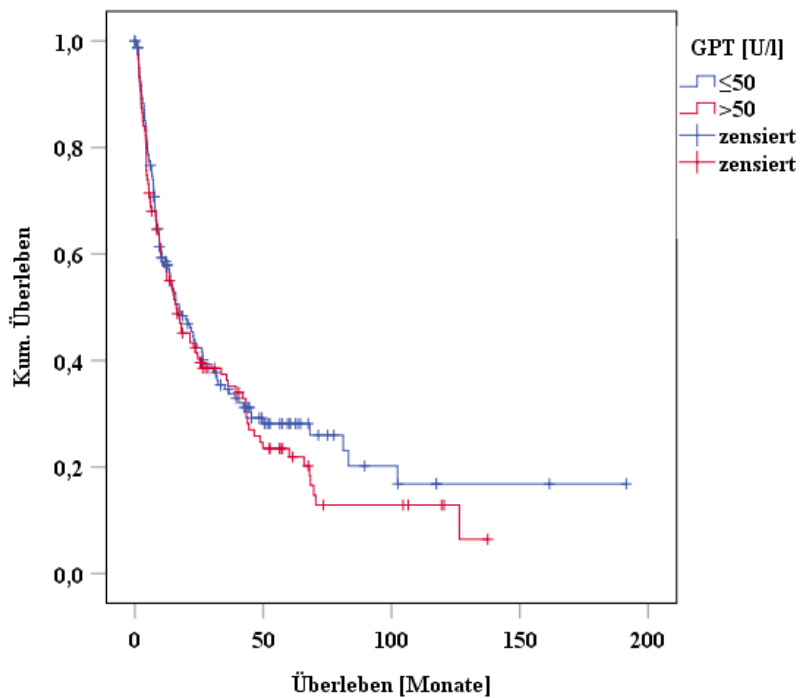 GPT [U/l]
≤50
>50
zensiert
zensiert
Kum. Überleben
1,0
0,8
0,6
0,4
0,2
0,0
0
50
100
150
200
Überleben [Monate]